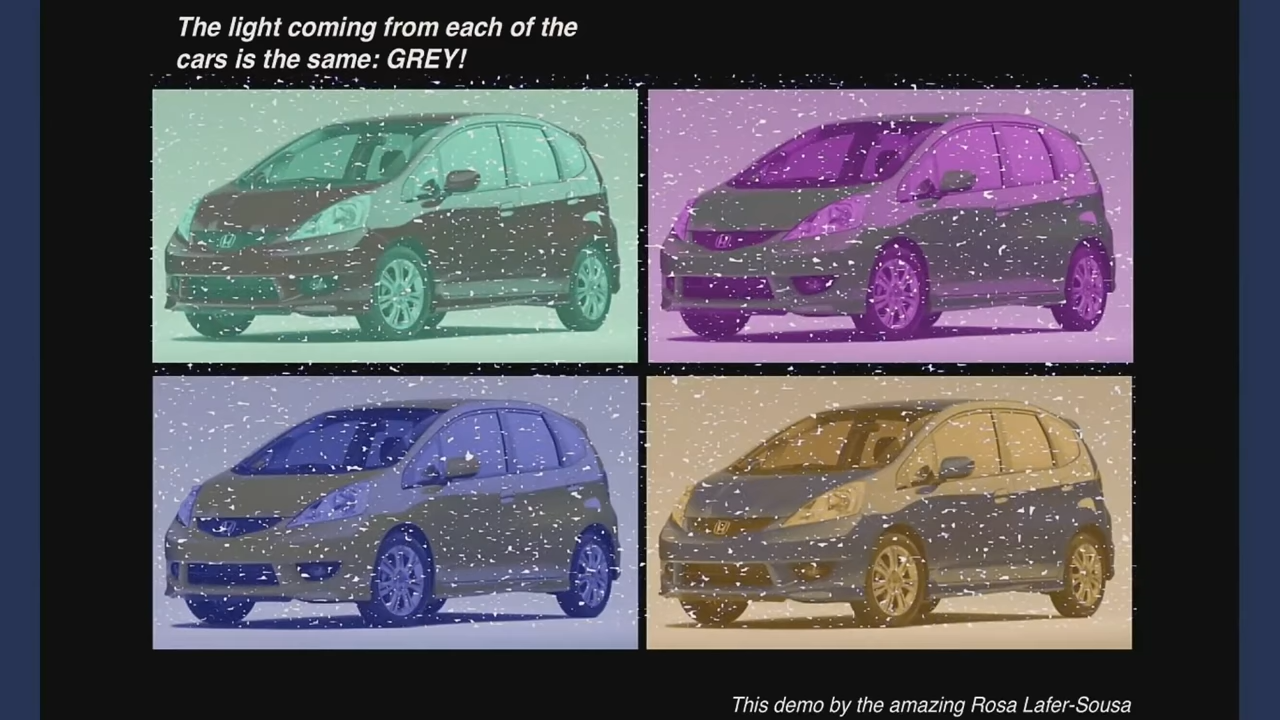 The light coming from each of the
cars is the same: GREY!
This demo by the amazing Rosa Lafer-Sousa